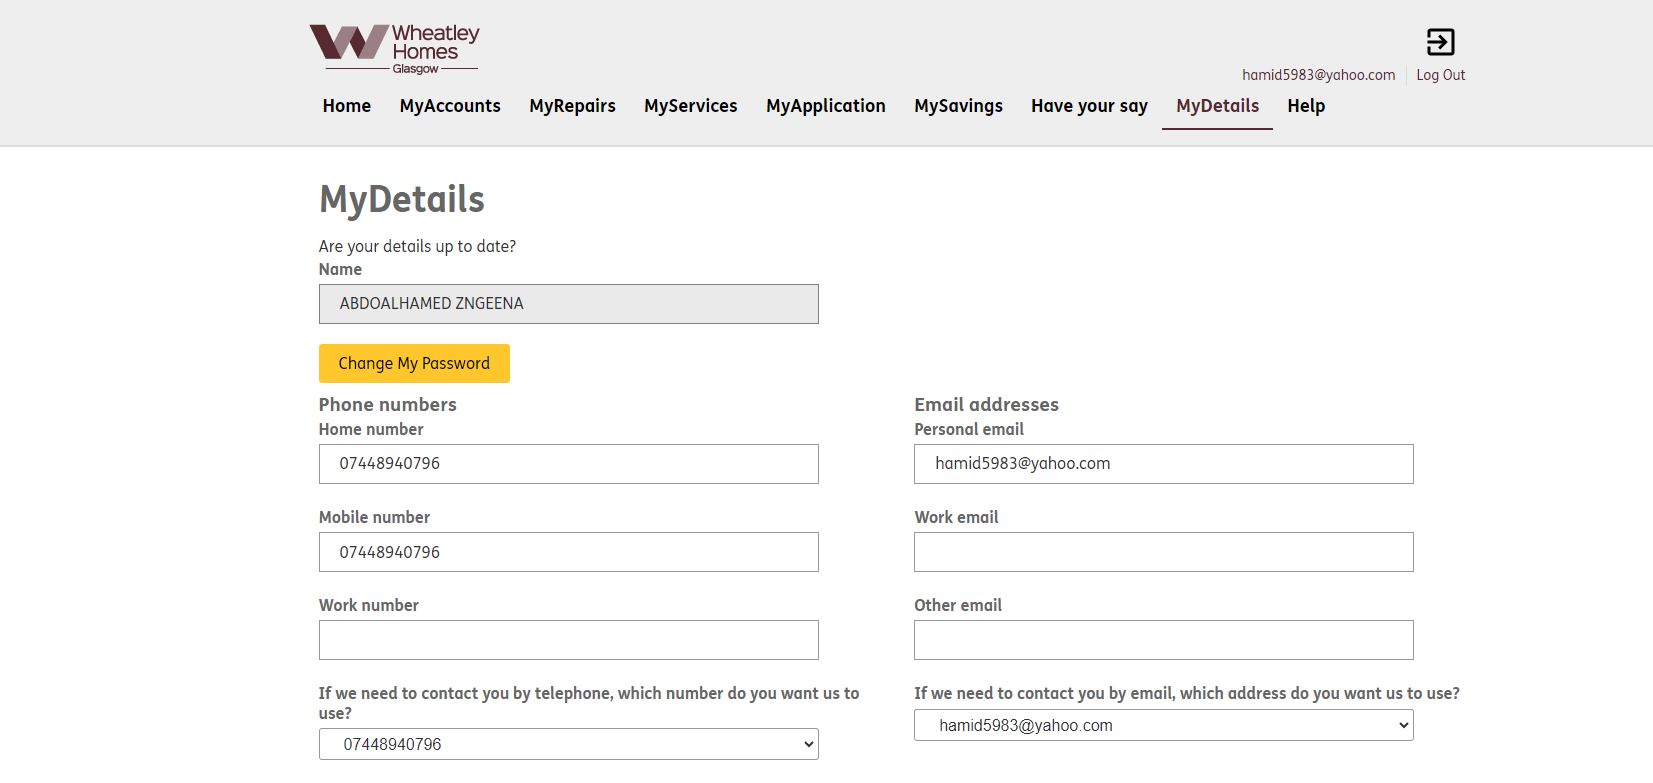 Wheatley
Homes
Glasgow
hamid5983@yahoo.com Log Out
Home MyAccounts MyRepairs MyServices MyApplication MySavings Have your say MyDetails Help
MyDetails
Are your details up to date?
Name
ABDOALHAMED ZNGEENA
Change My Password
Phone numbers
Home number
07448940796
Mobile number
07448940796
Work number
If we need to contact you by telephone, which number do you want us to
use?
07448940796
Email addresses
Personal email
hamid5983@yahoo.com
Work email
Other email
If we need to contact you by email, which address do you want us to use?
hamid5983@yahoo.com